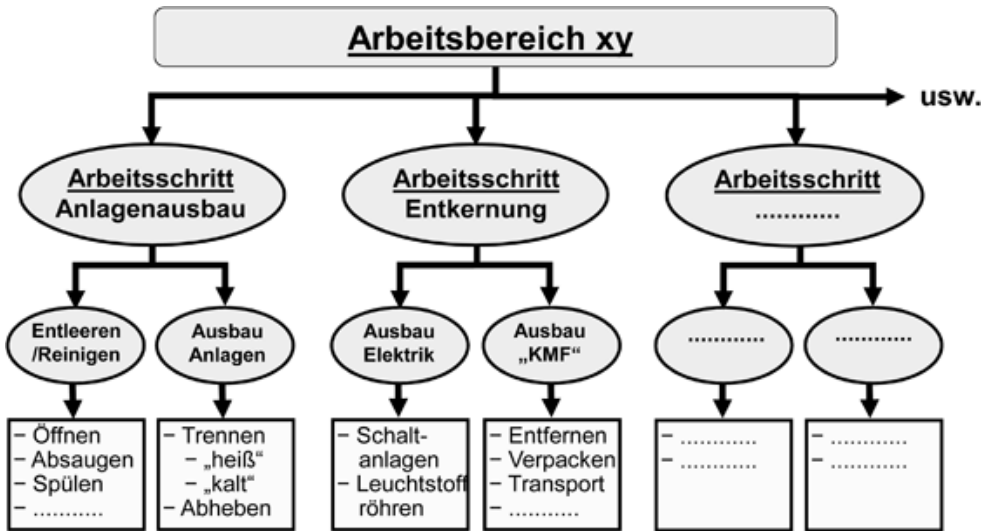 Arbeitsbereich xy
usw.
Arbeitsschritt
Anlagenausbau
Arbeitsschritt
Entkernung
Arbeitsschritt
............
Entleeren
/Reinigen
Ausbau
Anlagen
Ausbau
Elektrik
Ausbau
„KMF“
............
............
– Öffnen
– Absaugen
– Spülen
– ...........
– Trennen
– „heiß“
– „kalt“
– Abheben
– Schalt-
anlagen
– Leuchtstoff
röhren
– Entfernen
– Verpacken
– Transport
– ...........
– ............
– ............
– ............
– ............